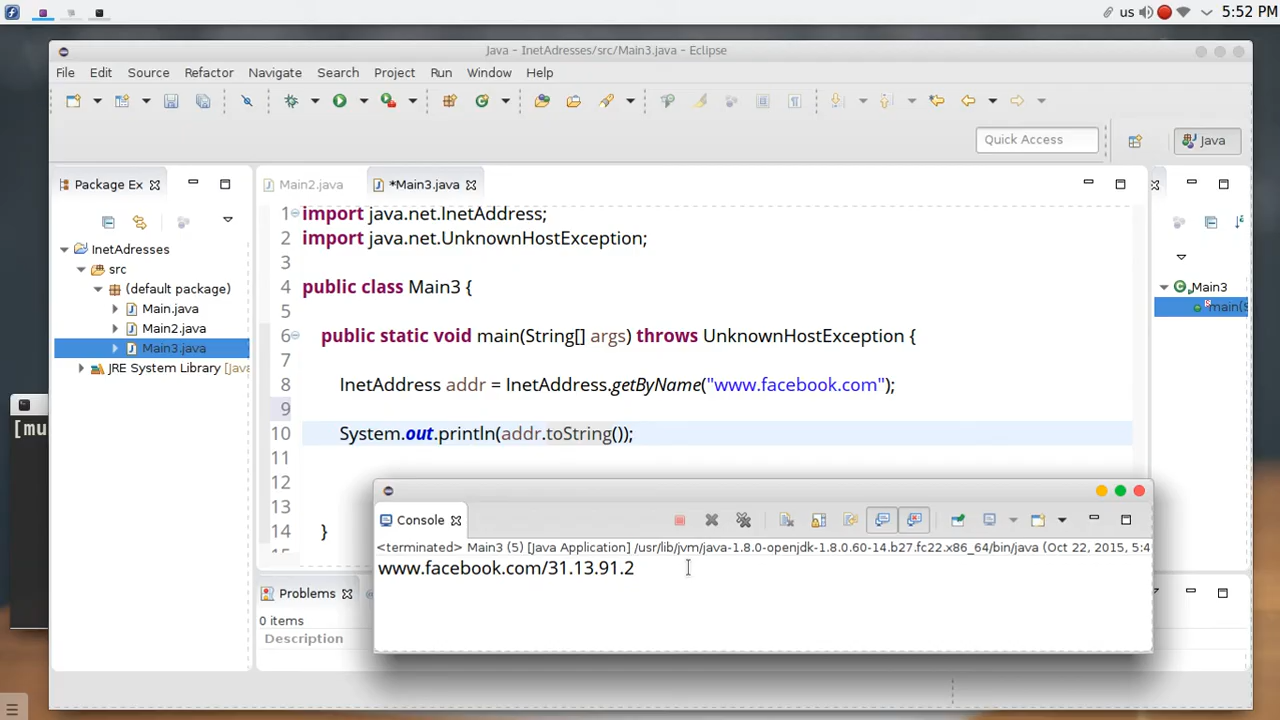 us 5:52 PM
Java - InetAdresses/src/Main3.java - Eclipse
File Edit Source Refactor Navigate Search Project Run Window Help
Quick Access Java
Package Ex Main2.java *Main3.java
1 import java.net.InetAddress;
2 import java.net.UnknownHostException;
3
4 public class Main3 {
5
6 public static void main(String[] args) throws UnknownHostException {
7
8 InetAddress addr = InetAddress.getByName("www.facebook.com");
9
10 System.out.println(addr.toString());
11
12
13
14 }
InetAdresses
src
(default package)
Main.java
Main2.java
Main3.java
JRE System Library [Java
Main3
main(S
[mu
Console
<terminated> Main3 (5) [Java Application] /usr/lib/jvm/java-1.8.0-openjdk-1.8.0.60-14.b27.fc22.x86_64/bin/java (Oct 22, 2015, 5:4
www.facebook.com/31.13.91.2
Problems
0 items
Description